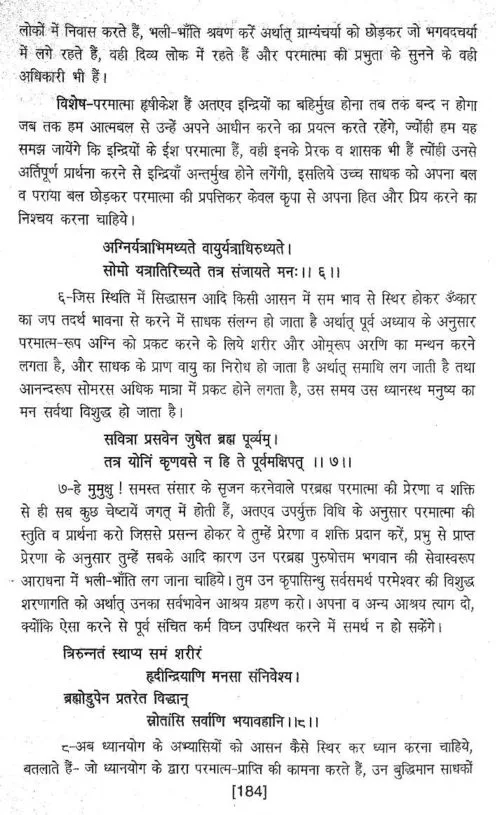 लोकों में निवास करते हैं, भली-भाँति श्रवण करें अर्थात् ग्राम्यंचर्या को छोड़कर जो भगवदचर्या
में लगे रहते हैं, वही दिव्य लोक में रहते हैं और परमात्मा की प्रभुता के सुनने के वही
अधिकारी भी हैं।
विशेष-परमात्मा हृषीकेश हैं अतएव इन्द्रियों का बहिर्मुख होना तब तक बन्द न होगा
जब तक हम आत्मबल से उन्हें अपने आधीन करने का प्रयत्न करते रहेंगे, ज्योंही हम यह
समझ जायेंगे कि इन्द्रियों के ईश परमात्मा हैं, वही इनके प्रेरक व शासक भी हैं त्योंही उनसे
अर्तिपूर्ण प्रार्थना करने से इन्द्रियाँ अन्तर्मुख होने लगेंगी, इसलिये उच्च साधक को अपना बल
व पराया बल छोड़कर परमात्मा की प्रपत्तिकर केवल कृपा से अपना हित और प्रिय करने का
निश्चय करना चाहिये।
अग्निर्यत्राभिमथ्यते वायुर्यत्राधिरुध्यते।
सोमो यत्रातिरिच्यते तत्र संजायते मनः।। ६।।
६-जिस स्थिति में सिद्धासन आदि किसी आसन में सम भाव से स्थिर होकर ॐकार
का जप तदर्थ भावना से करने में साधक संलग्न हो जाता है अर्थात् पूर्व अध्याय के अनुसार
परमात्म-रूप अग्नि को प्रकट करने के लिये शरीर और ओम्‌रूप अरणि का मन्थन करने
लगता है, और साधक के प्राण वायु का निरोध हो जाता है अर्थात् समाधि लग जाती है तथा
आनन्दरूप सोमरस अधिक मात्रा में प्रकट होने लगता है, उस समय उस ध्यानस्थ मनुष्य का
मन सर्वथा विशुद्ध हो जाता है।
सवित्रा प्रसवेन जुषेत ब्रह्म पूर्व्यम्।
तत्र योनिं कृणवसे न हि ते पूर्वमक्षिपत् ।। ७।।
७-हे मुमुक्षु ! समस्त संसार के सृजन करनेवाले परब्रह्म परमात्मा की प्रेरणा व शक्ति
से ही सब कुछ चेष्टायें जगत् में होती हैं, अतएव उपर्युक्त विधि के अनुसार परमात्मा की
स्तुति व प्रार्थना करो जिससे प्रसन्न होकर वे तुम्हें प्रेरणा व शक्ति प्रदान करें, प्रभु से प्राप्त
प्रेरणा के अनुसार तुम्हें सबके आदि कारण उन परब्रह्म पुरुषोत्तम भगवान की सेवास्वरूप
आराधना में भली-भाँति लग जाना चाहिये। तुम उन कृपासिन्धु सर्वसमर्थ परमेश्वर की विशुद्ध
शरणागति को अर्थात् उनका सर्वभावेन आश्रय ग्रहण करो। अपना व अन्य आश्रय त्याग दो,
क्योंकि ऐसा करने से पूर्व संचित कर्म विघ्न उपस्थित करने में समर्थ न हो सकेंगे।
त्रिरुन्नतं स्थाप्य समं शरीरं
हृदीन्द्रियाणि मनसा संनिवेश्य।
ब्रह्मोडुपेन प्रतरेत विद्धान्
स्रोतांसि सर्वाणि भयावहानि।।८।।
८-अब ध्यानयोग के अभ्यासियों को आसन कैसे स्थिर कर ध्यान करना चाहिये,
बतलाते हैं- जो ध्यानयोग के द्वारा परमात्म-प्राप्ति की कामना करते हैं, उन बुद्धिमान साधकों
[184]